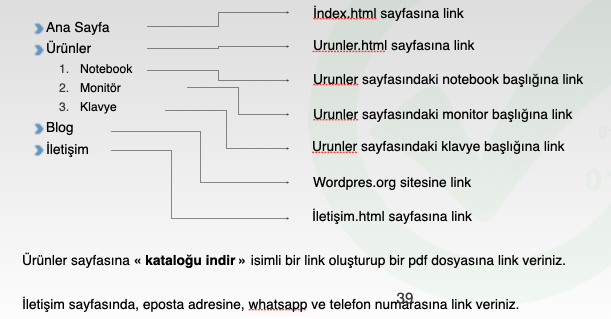 Ana Sayfa
İndex.html sayfasına link
Ürünler
Urunler.html sayfasına link
1. Notebook
Urunler sayfasındaki notebook başlığına link
2. Monitör
Urunler sayfasındaki monitor başlığına link
3. Klavye
Urunler sayfasındaki klavye başlığına link
Blog
Wordpres.org sitesine link
İletişim
İletişim.html sayfasına link
Ürünler sayfasına « kataloğu indir » isimli bir link oluşturup bir pdf dosyasına link veriniz.
39
İletişim sayfasında, eposta adresine, whatsapp ve telefon numarasına link veriniz.